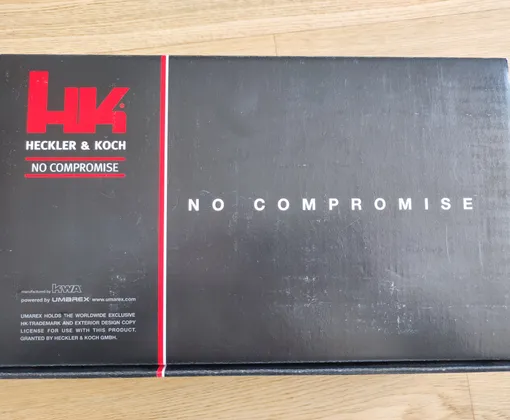 HK®
HECKLER & KOCH
NO COMPROMISE
NO COMPROMISE
manufactured by KWA
powered by UMAREX www.umarex.com
UMAREX HOLDS THE WORLDWIDE EXCLUSIVE
HK-TRADEMARK AND EXTERIOR DESIGN COPY
LICENSE FOR USE WITH THIS PRODUCT,
GRANTED BY HECKLER & KOCH GMBH.